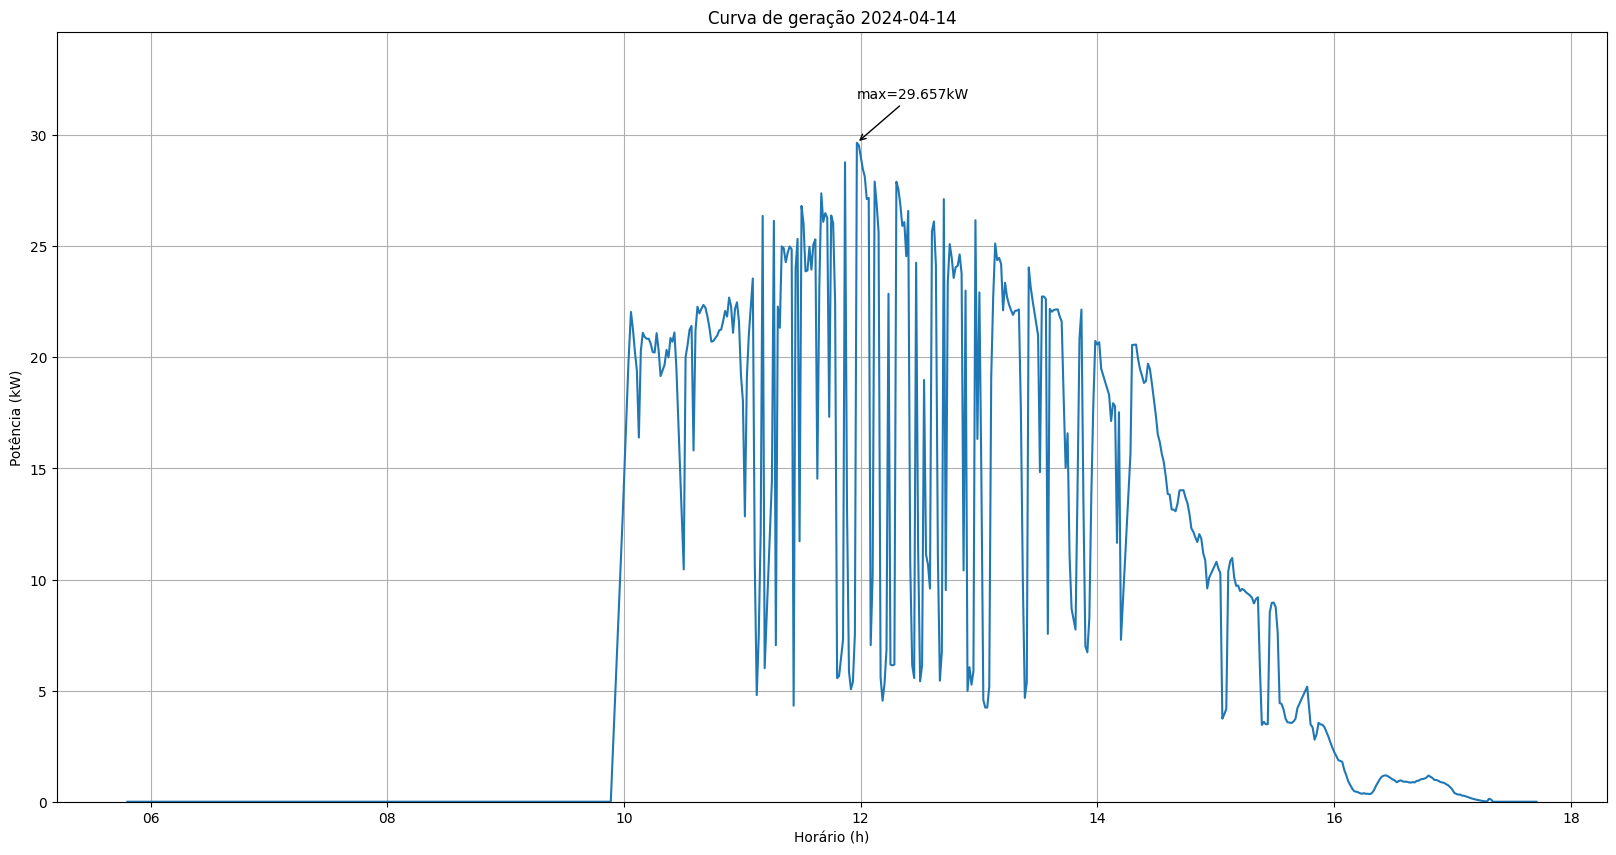 Curva de geração 2024-04-14
max=29.657kW
30
25
20
15
10
5
0
Potência (kW)
06 08 10 12 14 16 18
Horário (h)